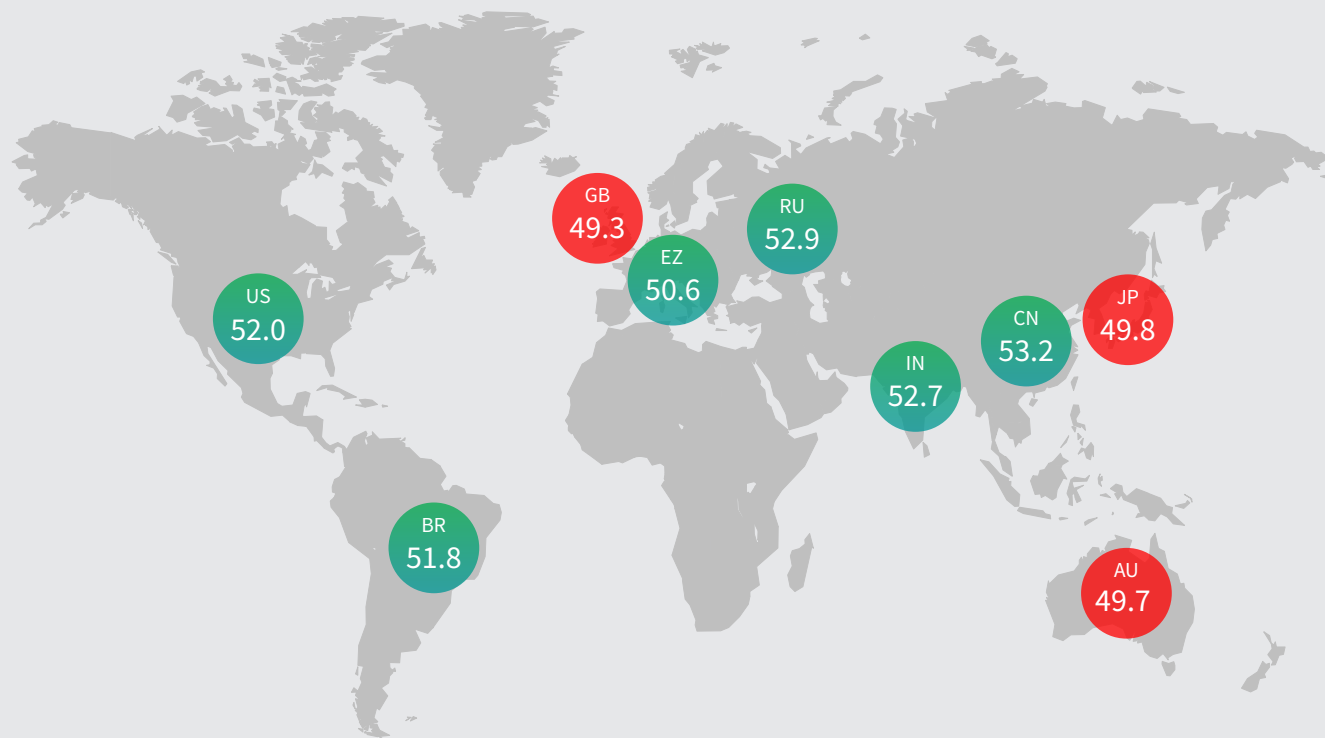 GB
49.3
RU
52.9
EZ
50.6
US
52.0
JP
49.8
CN
53.2
IN
52.7
BR
51.8
AU
49.7